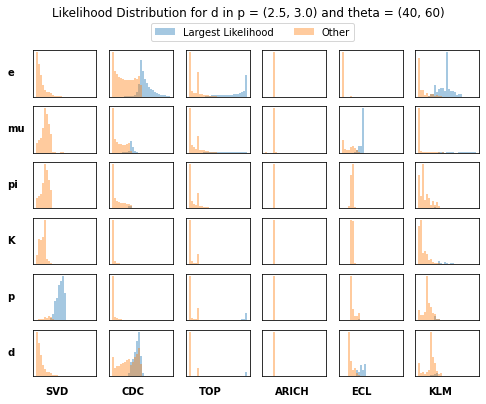 Likelihood Distribution for d in p = (2.5, 3.0) and theta = (40, 60)
Largest Likelihood Other
e
mu
pi
K
p
d
SVD CDC TOP ARICH ECL KLM